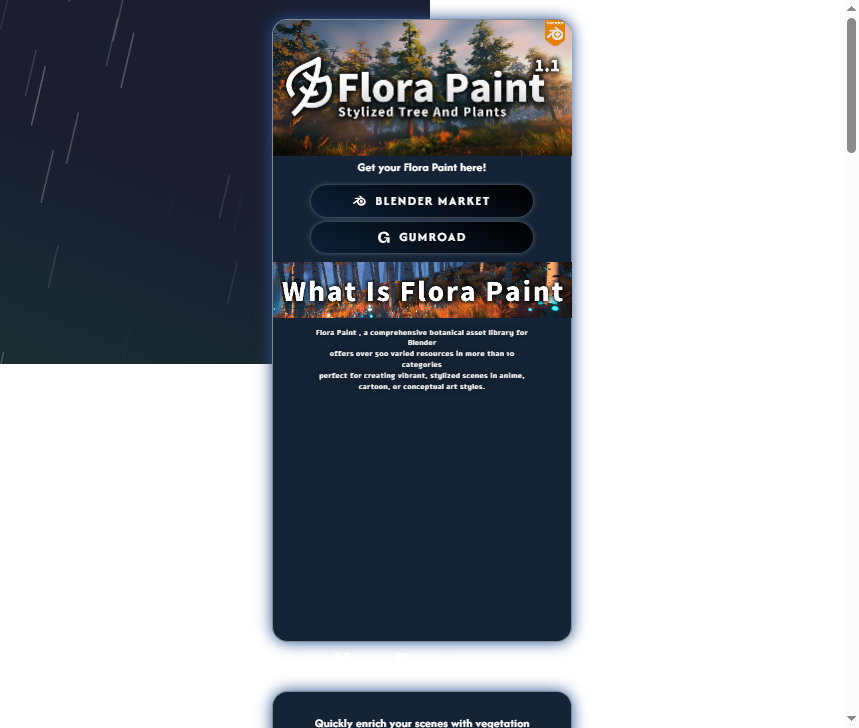 blender
1.1
Flora Paint
Stylized Tree And Plants
Get your Flora Paint here!
BLENDER MARKET
GUMROAD
What Is Flora Paint
Flora Paint , a comprehensive botanical asset library for
Blender
offers over 500 varied resources in more than 10
categories
perfect for creating vibrant, stylized scenes in anime,
cartoon, or conceptual art styles.
Quickly enrich your scenes with vegetation